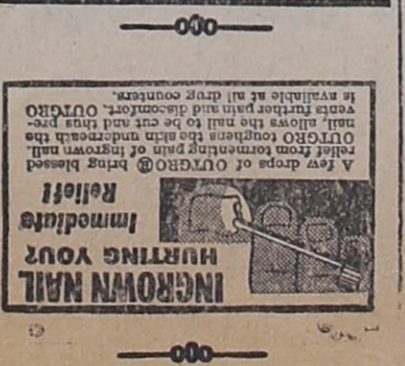 INGROWN NAIL
HURTING YOU?
Immediate
Relief!
A few drops of OUTGRO® bring blessed
relief from tormenting pain of ingrown nail.
OUTGRO toughens the skin underneath the
nail, allows the nail to be cut and thus pre-
vents further pain and discomfort. OUTGRO
is available at all drug counters.